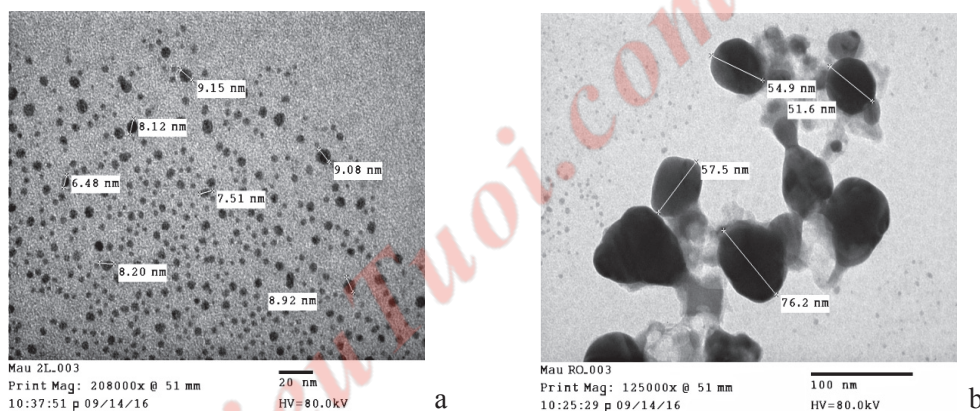 9.15 nm
8.12 nm
9.08 nm
6.48 nm
7.51 nm
8.20 nm
8.92 nm
Mau 2L_003
Print Mag: 208000x @ 51 mm
10:37:51 p 09/14/16
20 nm
HV=80.0kV
a
54.9 nm
51.6 nm
57.5 nm
76.2 nm
Mau RO_003
Print Mag: 125000x @ 51 mm
10:25:29 p 09/14/16
100 nm
HV=80.0kV
b
ouTuoi.com